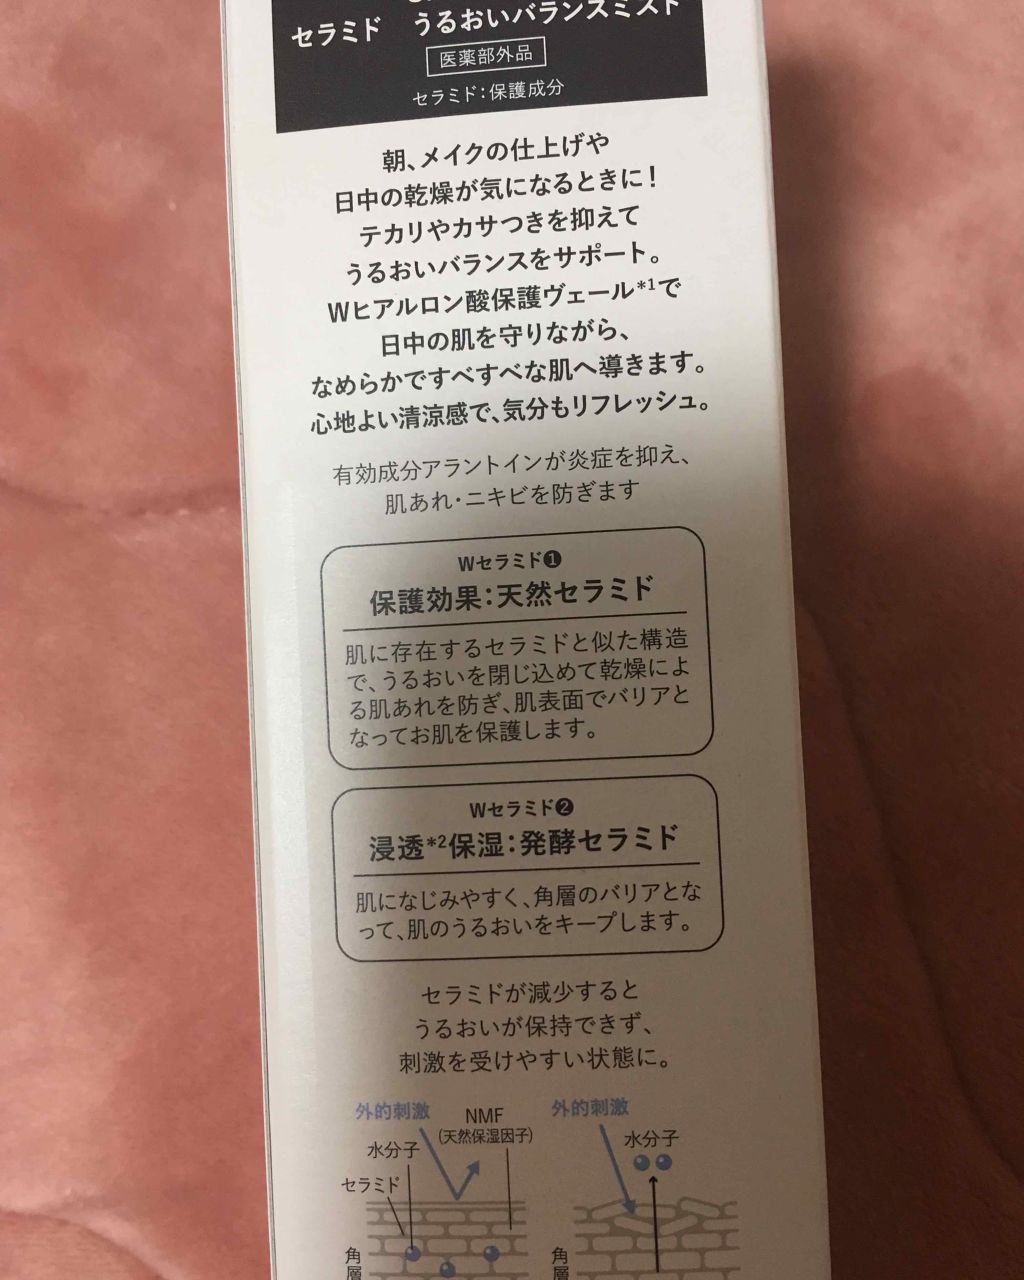 セラミド うるおいバランスミスト
医薬部外品
セラミド：保護成分
朝、メイクの仕上げや
日中の乾燥が気になるときに！
テカリやカサつきを抑えて
うるおいバランスをサポート。
Wヒアルロン酸保護ヴェール*1で
日中の肌を守りながら、
なめらかですべすべな肌へ導きます。
心地よい清涼感で、気分もリフレッシュ。
有効成分アラントインが炎症を抑え、
肌あれ・ニキビを防ぎます
Wセラミド❶
保護効果：天然セラミド
肌に存在するセラミドと似た構造
で、うるおいを閉じ込めて乾燥によ
る肌あれを防ぎ、肌表面でバリアと
なってお肌を保護します。
Wセラミド❷
浸透*2保湿：発酵セラミド
肌になじみやすく、角層のバリアとな
って、肌のうるおいをキープします。
セラミドが減少すると
うるおいが保持できず、
刺激を受けやすい状態に。
外的刺激
NMF
(天然保湿因子)
水分子
セラミド
角層
外的刺激
水分子
角層